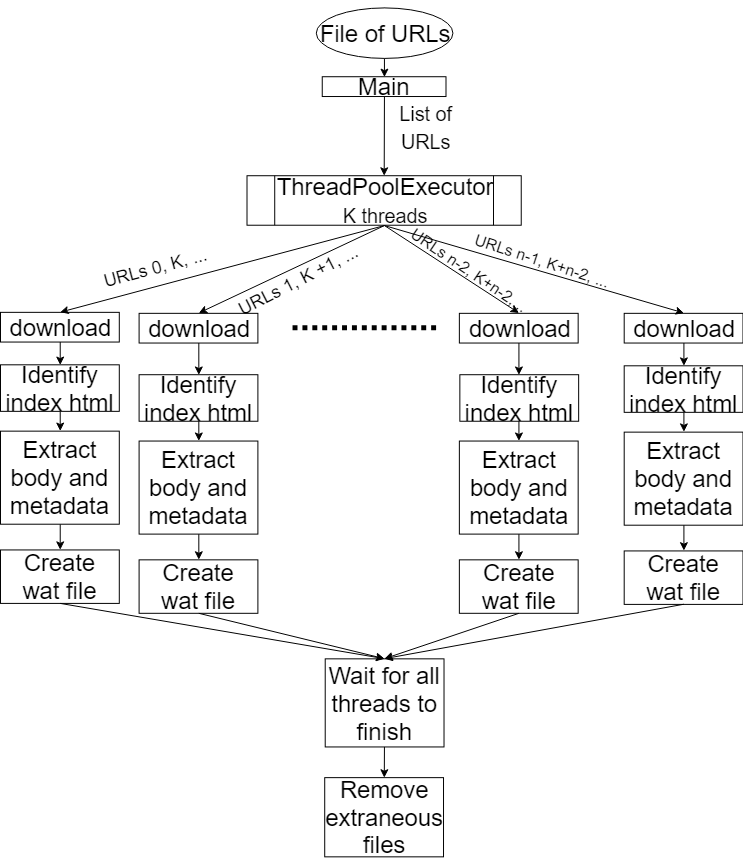 File of URLs
Main
List of
URLs
ThreadPoolExecutor
K threads
URLs 0, K, ...
URLs 1, K +1, ...
URLs n-2, K+n-2,...
URLs n-1, K+n-2, ...
download
Identify
index html
Extract
body and
metadata
Create
wat file
download
Identify
index html
Extract
body and
metadata
Create
wat file
download
Identify
index html
Extract
body and
metadata
Create
wat file
download
Identify
index html
Extract
body and
metadata
Create
wat file
Wait for all
threads to
finish
Remove
extraneous
files